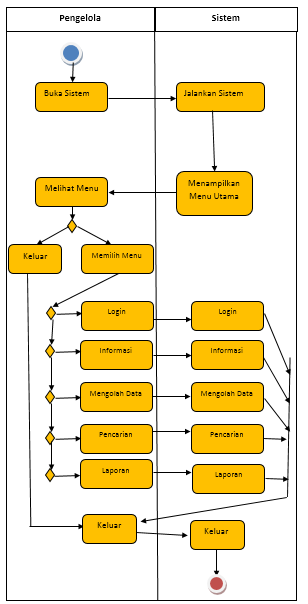 Pengelola Sistem
Buka Sistem Jalankan Sistem
Melihat Menu Menampilkan
Menu Utama
Keluar Memilih Menu
Login Login
Informasi Informasi
Mengolah Data Mengolah Data
Pencarian Pencarian
Laporan Laporan
Keluar Keluar